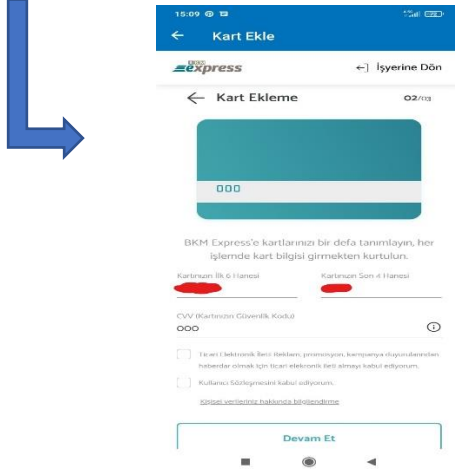 15:09
Kart Ekle
BKM express
İşyerine Dön
Kart Ekleme
02/03
000
BKM Express'e kartlarınızı bir defa tanımlayın, her
işlemde kart bilgisi girmekten kurtulun.
Kartınızın İlk 6 Hanesi
Kartınızın Son 4 Hanesi
CVV (Kartınızın Güvenlik Kodu)
000
Ticari Elektronik İleti: Reklam, promosyon, kampanya duyurularından
haberdar olmak için ticari elektronik ileti almayı kabul ediyorum.
Kullanıcı Sözleşmesini kabul ediyorum.
Kişisel verileriniz hakkında bilgilendirme
Devam Et